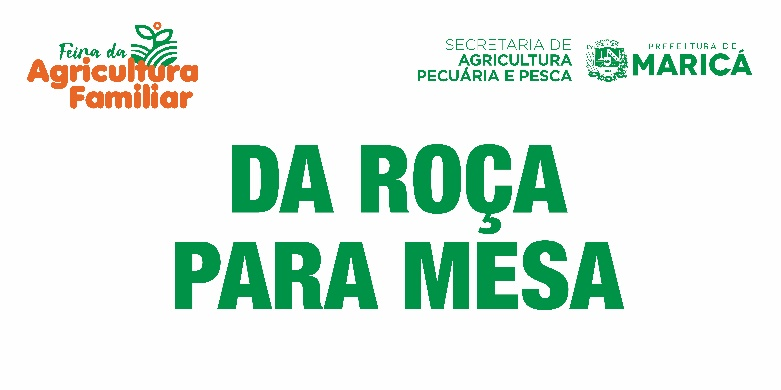 Feira da
Agricultura
Familiar
SECRETARIA DE
AGRICULTURA
PECUÁRIA E PESCA
PREFEITURA DE
MARICÁ
DA ROÇA
PARA MESA